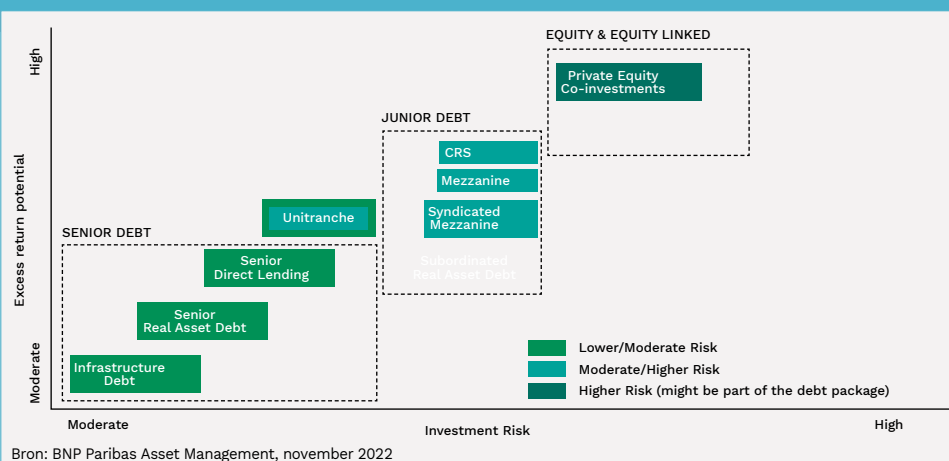 EQUITY & EQUITY LINKED
High
Private Equity
Co-investments
JUNIOR DEBT
CRS
Mezzanine
Syndicated
Mezzanine
Subordinated
Real Asset Debt
Unitranche
SENIOR DEBT
Senior
Direct Lending
Senior
Real Asset Debt
Infrastructure
Debt
Excess return potential
Moderate
Lower/Moderate Risk
Moderate/Higher Risk
Higher Risk (might be part of the debt package)
Moderate
Investment Risk
High
Bron: BNP Paribas Asset Management, november 2022